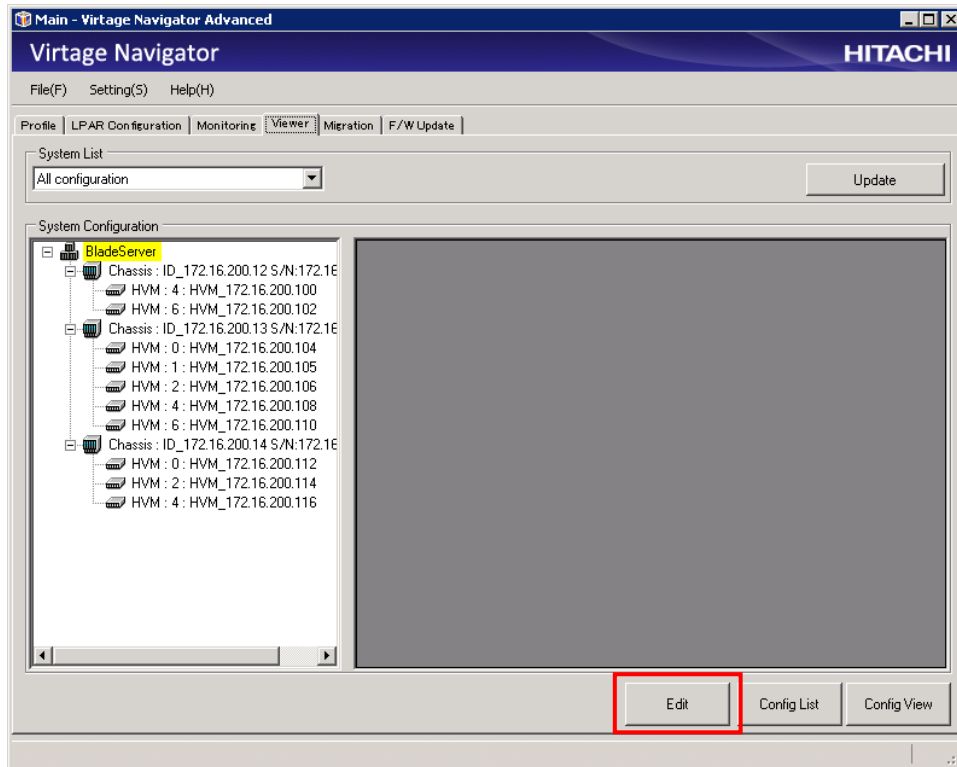 Main - Virtage Navigator Advanced
Virtage Navigator
HITACHI
File(F) Setting(S) Help(H)
Profile LPAR Configuration Monitoring Viewer Migration F/W Update
System List
All configuration
Update
System Configuration
BladeServer
Chassis : ID_172.16.200.12 S/N:172.16
HVM : 4 : HVM_172.16.200.100
HVM : 6 : HVM_172.16.200.102
Chassis : ID_172.16.200.13 S/N:172.16
HVM : 0 : HVM_172.16.200.104
HVM : 1 : HVM_172.16.200.105
HVM : 2 : HVM_172.16.200.106
HVM : 4 : HVM_172.16.200.108
HVM : 6 : HVM_172.16.200.110
Chassis : ID_172.16.200.14 S/N:172.16
HVM : 0 : HVM_172.16.200.112
HVM : 2 : HVM_172.16.200.114
HVM : 4 : HVM_172.16.200.116
Edit Config List Config View